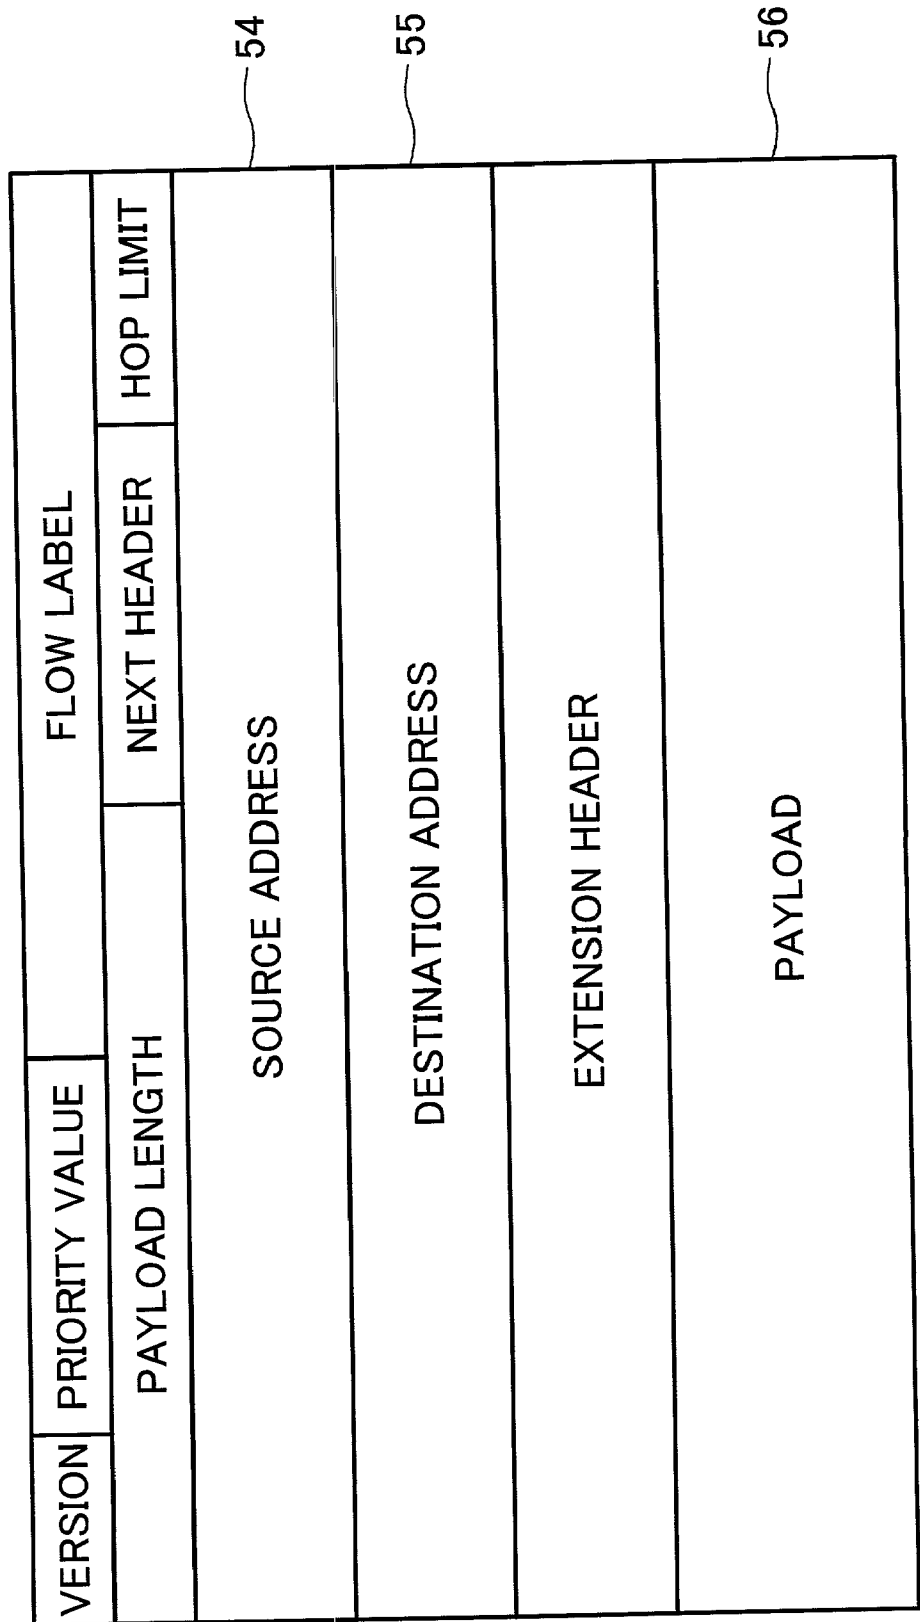 VERSION PRIORITY VALUE FLOW LABEL
PAYLOAD LENGTH NEXT HEADER HOP LIMIT
SOURCE ADDRESS 54
DESTINATION ADDRESS 55
EXTENSION HEADER
PAYLOAD 56